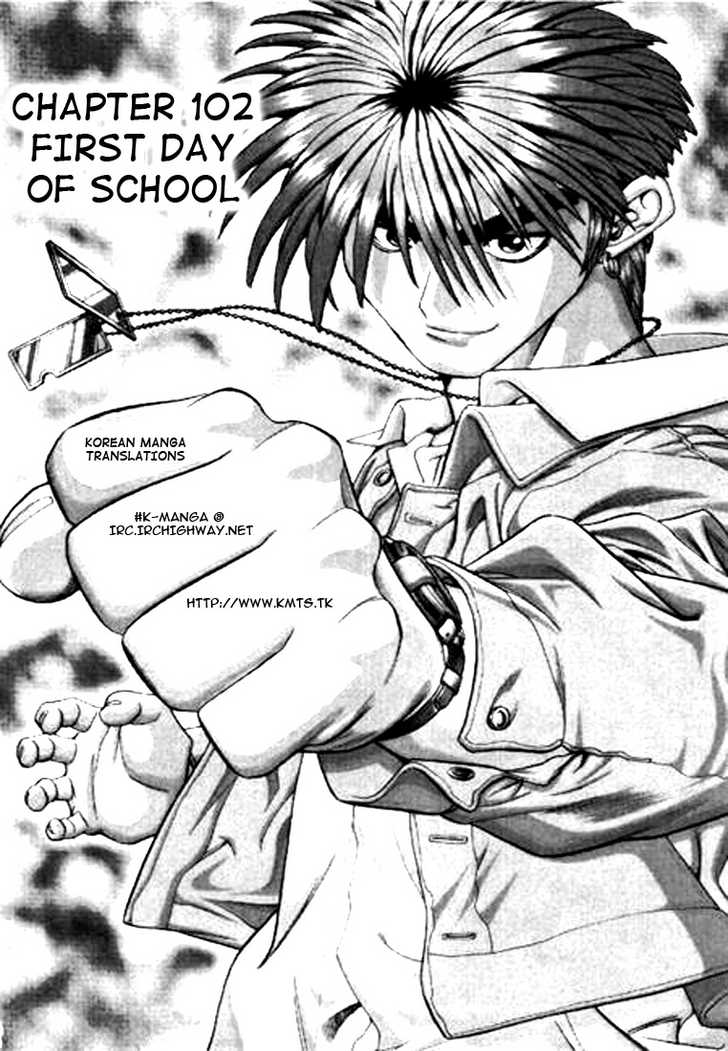 CHAPTER 102
FIRST DAY
OF SCHOOL
KOREAN MANGA
TRANSLATIONS
#K-MANGA @
IRC.IRCHIGHWAY.NET
HTTP://WWW.KMTS.TK